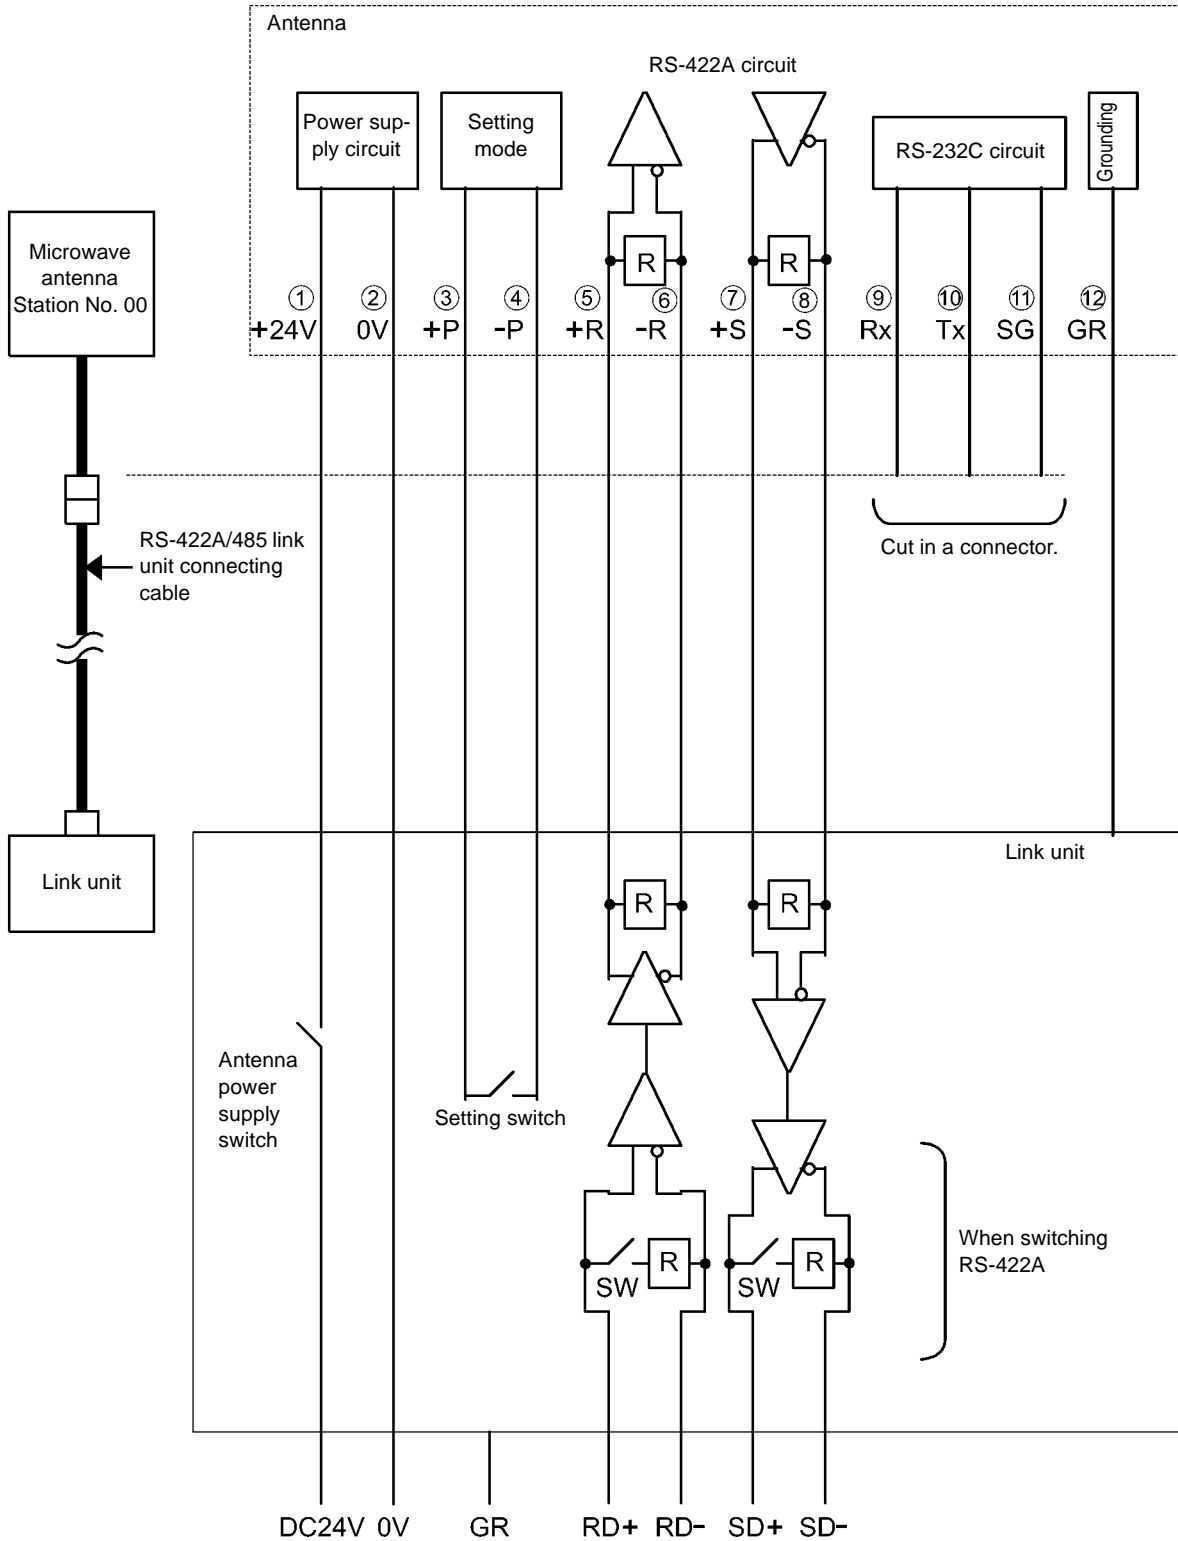 Antenna
RS-422A circuit
Power sup-
ply circuit
Setting
mode
RS-232C circuit
Grounding
Microwave
antenna
Station No. 00
① ② ③ ④ ⑤ ⑥ ⑦ ⑧ ⑨ ⑩ ⑪ ⑫
R R
+24V 0V +P -P +R -R +S -S Rx Tx SG GR
RS-422A/485 link
unit connecting
cable
Cut in a connector.
Link unit
Link unit
R R
Antenna
power
supply
switch
Setting switch
When switching
RS-422A
SW R SW R
DC24V 0V GR RD+ RD- SD+ SD-